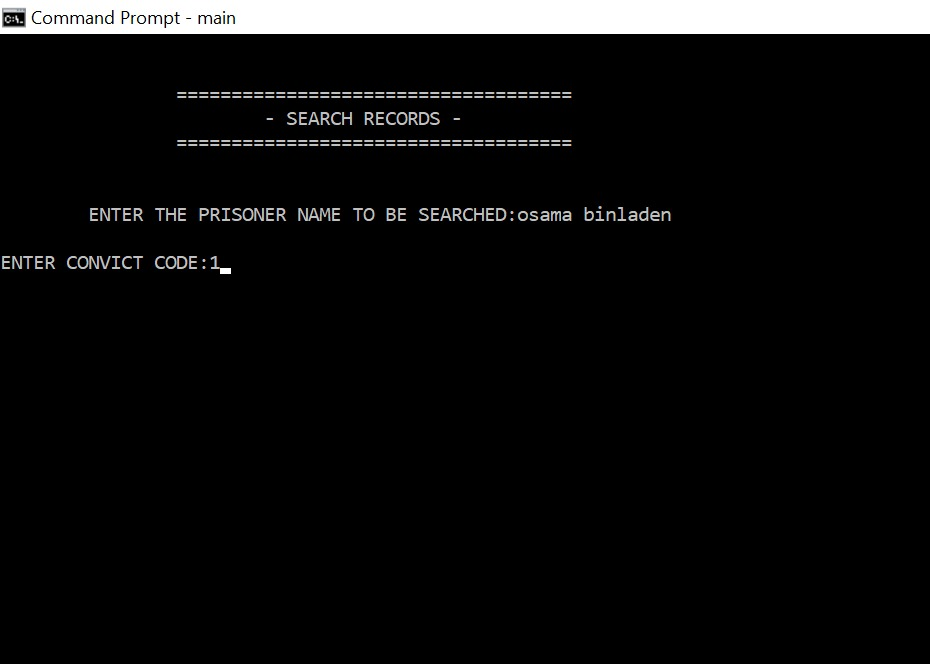 Command Prompt - main
====================================
- SEARCH RECORDS -
====================================
ENTER THE PRISONER NAME TO BE SEARCHED:osama binladen
ENTER CONVICT CODE:1